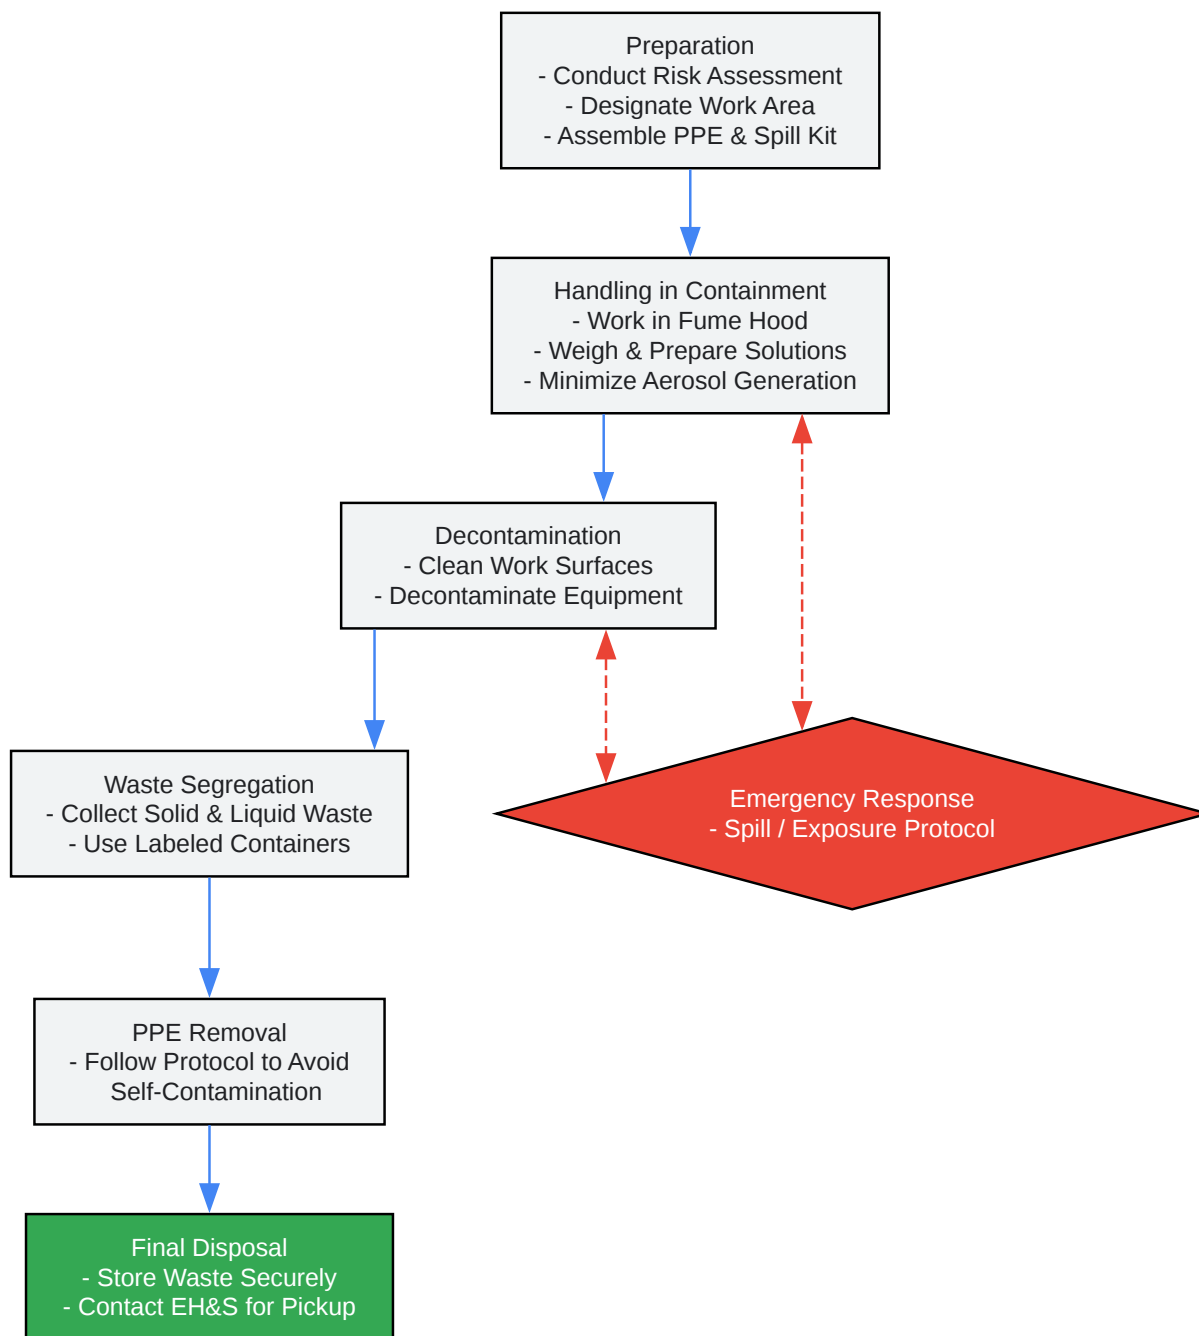 Preparation
- Conduct Risk Assessment
- Designate Work Area
- Assemble PPE & Spill Kit
Handling in Containment
- Work in Fume Hood
- Weigh & Prepare Solutions
- Minimize Aerosol Generation
Decontamination
- Clean Work Surfaces
- Decontaminate Equipment
Waste Segregation
- Collect Solid & Liquid Waste
- Use Labeled Containers
Emergency Response
- Spill / Exposure Protocol
PPE Removal
- Follow Protocol to Avoid
Self-Contamination
Final Disposal
- Store Waste Securely
- Contact EH&S for Pickup